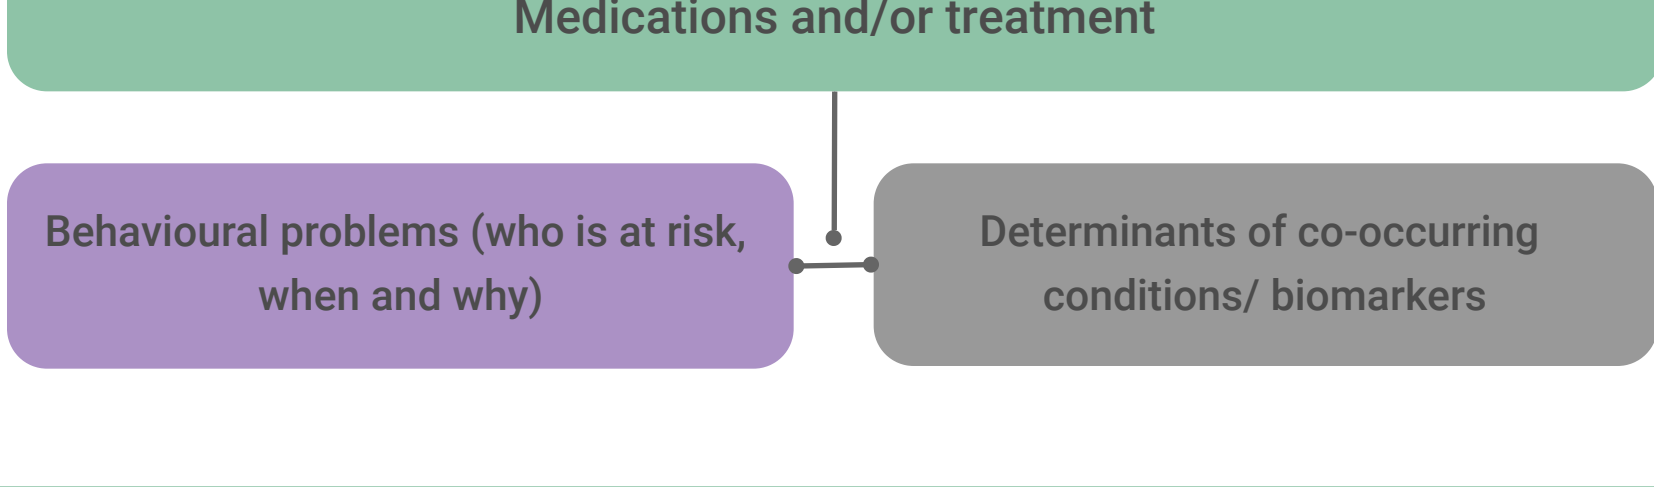 Medications and/or treatment
Behavioural problems (who is at risk,
when and why)
Determinants of co-occurring
conditions/ biomarkers